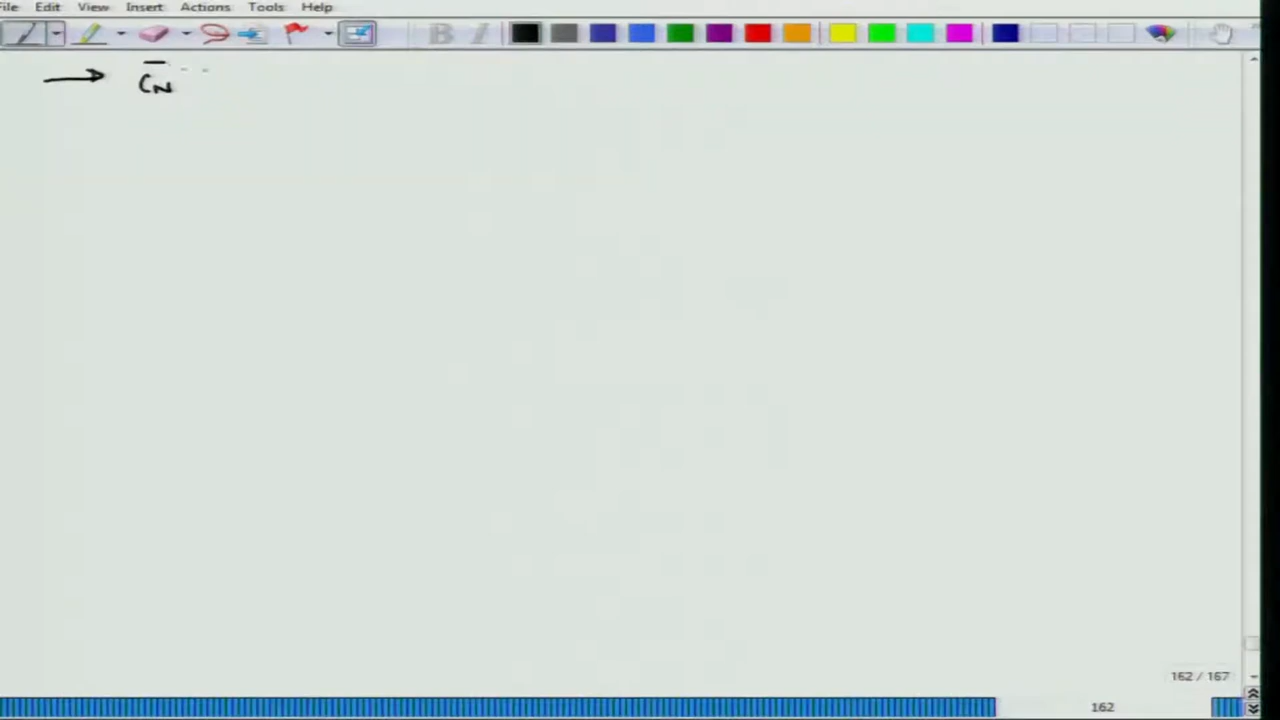 File Edit View Insert Actions Tools Help
→ C̅N
162 / 167
162